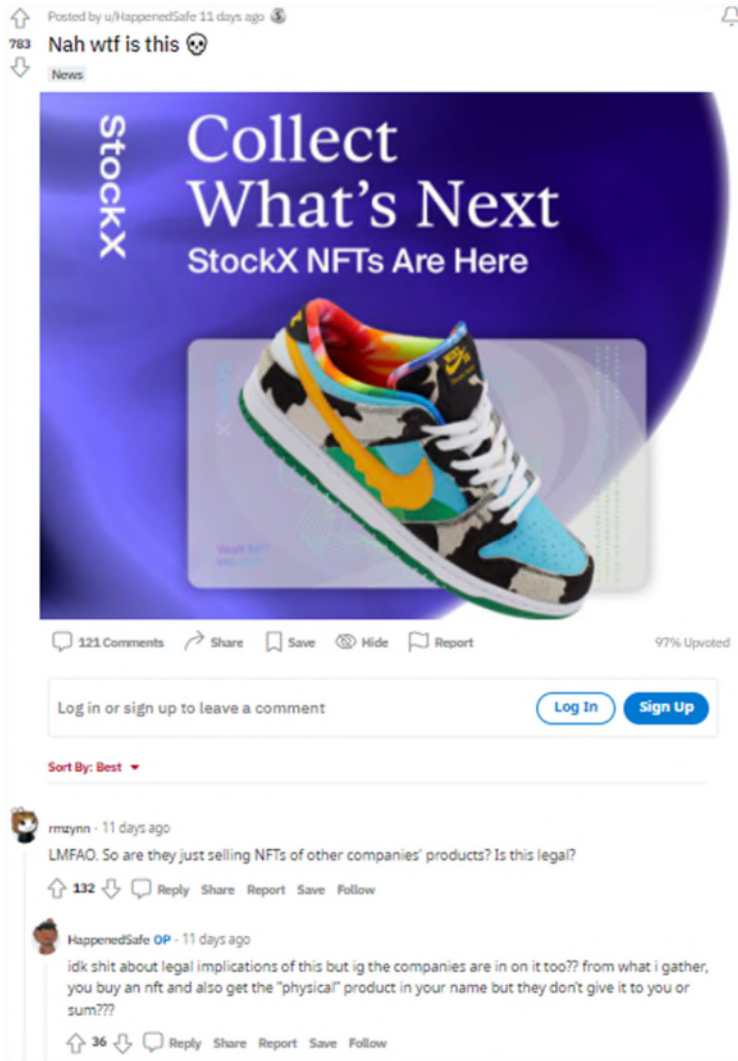 Posted by u/HappenedSafe 11 days ago
783
Nah wtf is this 💀
News
StockX
Collect
What's Next
StockX NFTs Are Here
121 Comments Share Save Hide Report 97% Upvoted
Log in or sign up to leave a comment Log In Sign Up
Sort By: Best
rmzynn · 11 days ago
LMFAO. So are they just selling NFTs of other companies' products? Is this legal?
132 Reply Share Report Save Follow
HappenedSafe OP · 11 days ago
idk shit about legal implications of this but ig the companies are in on it too?? from what i gather,
you buy an nft and also get the "physical" product in your name but they don't give it to you or
sum???
36 Reply Share Report Save Follow